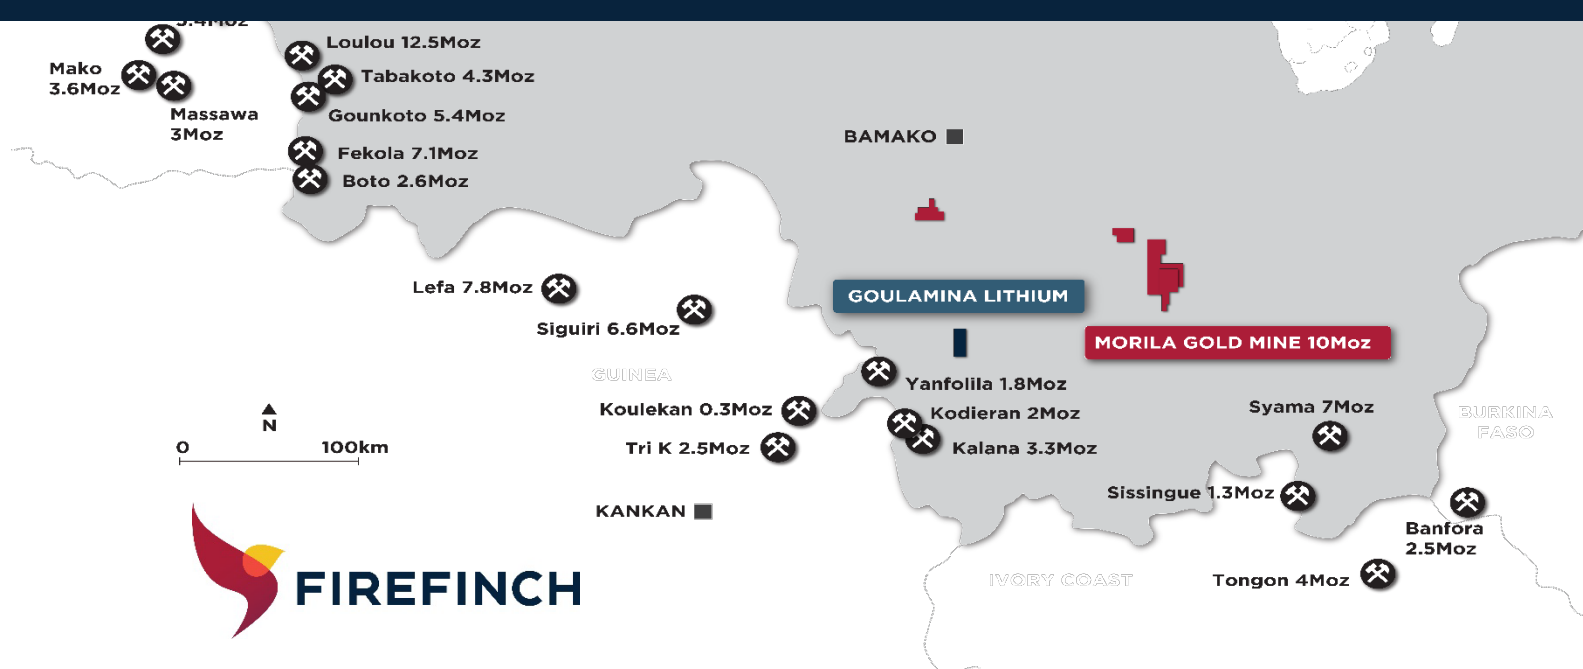 5.4Moz
Loulou 12.5Moz
Mako
3.6Moz
Tabakoto 4.3Moz
Massawa
3Moz
Gounkoto 5.4Moz
BAMAKO
Fekola 7.1Moz
Boto 2.6Moz
Lefa 7.8Moz
GOULAMINA LITHIUM
Siguiri 6.6Moz
MORILA GOLD MINE 10Moz
GUINEA
Yanfolila 1.8Moz
Koulekan 0.3Moz
Kodieran 2Moz
Syama 7Moz
BURKINA
FASO
N
0 100km
Tri K 2.5Moz
Kalana 3.3Moz
Sissingue 1.3Moz
KANKAN
Banfora
2.5Moz
IVORY COAST
Tongon 4Moz
FIREFINCH